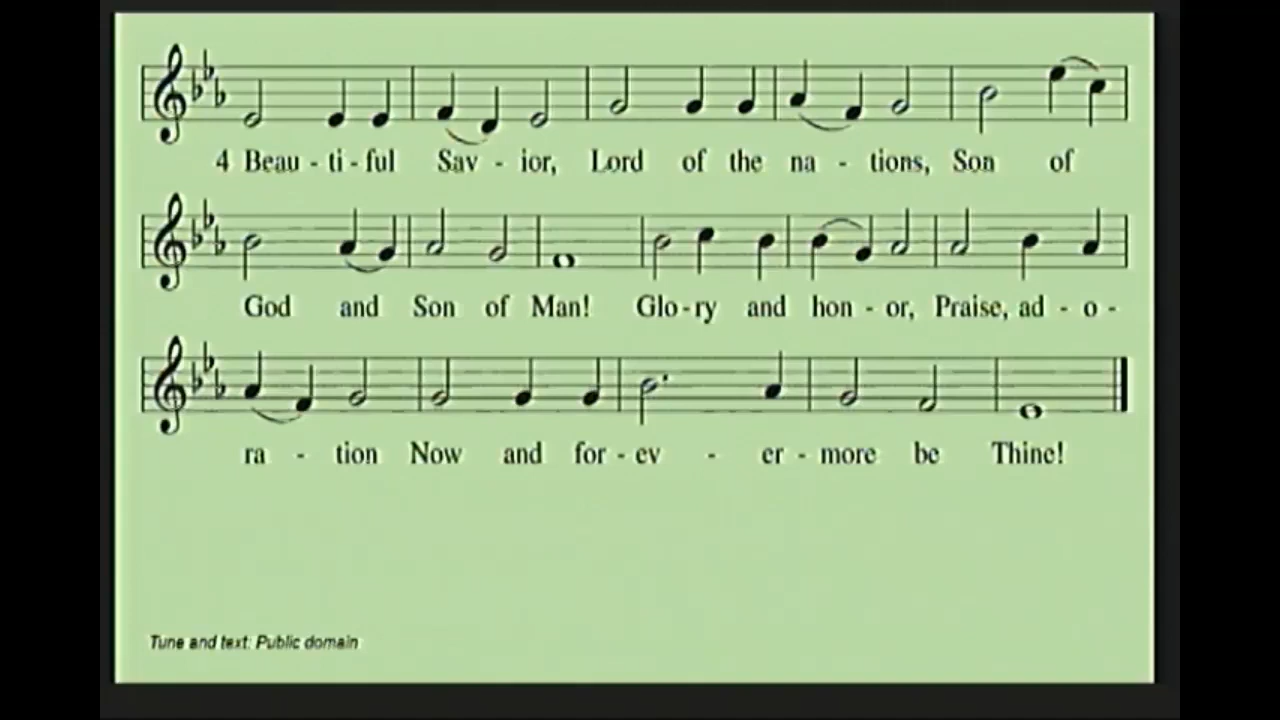 4 Beau - ti - ful Sav - ior, Lord of the na - tions, Son of
God and Son of Man! Glo - ry and hon - or, Praise, ad - o -
ra - tion Now and for - ev - er - more be Thine!
Tune and text: Public domain